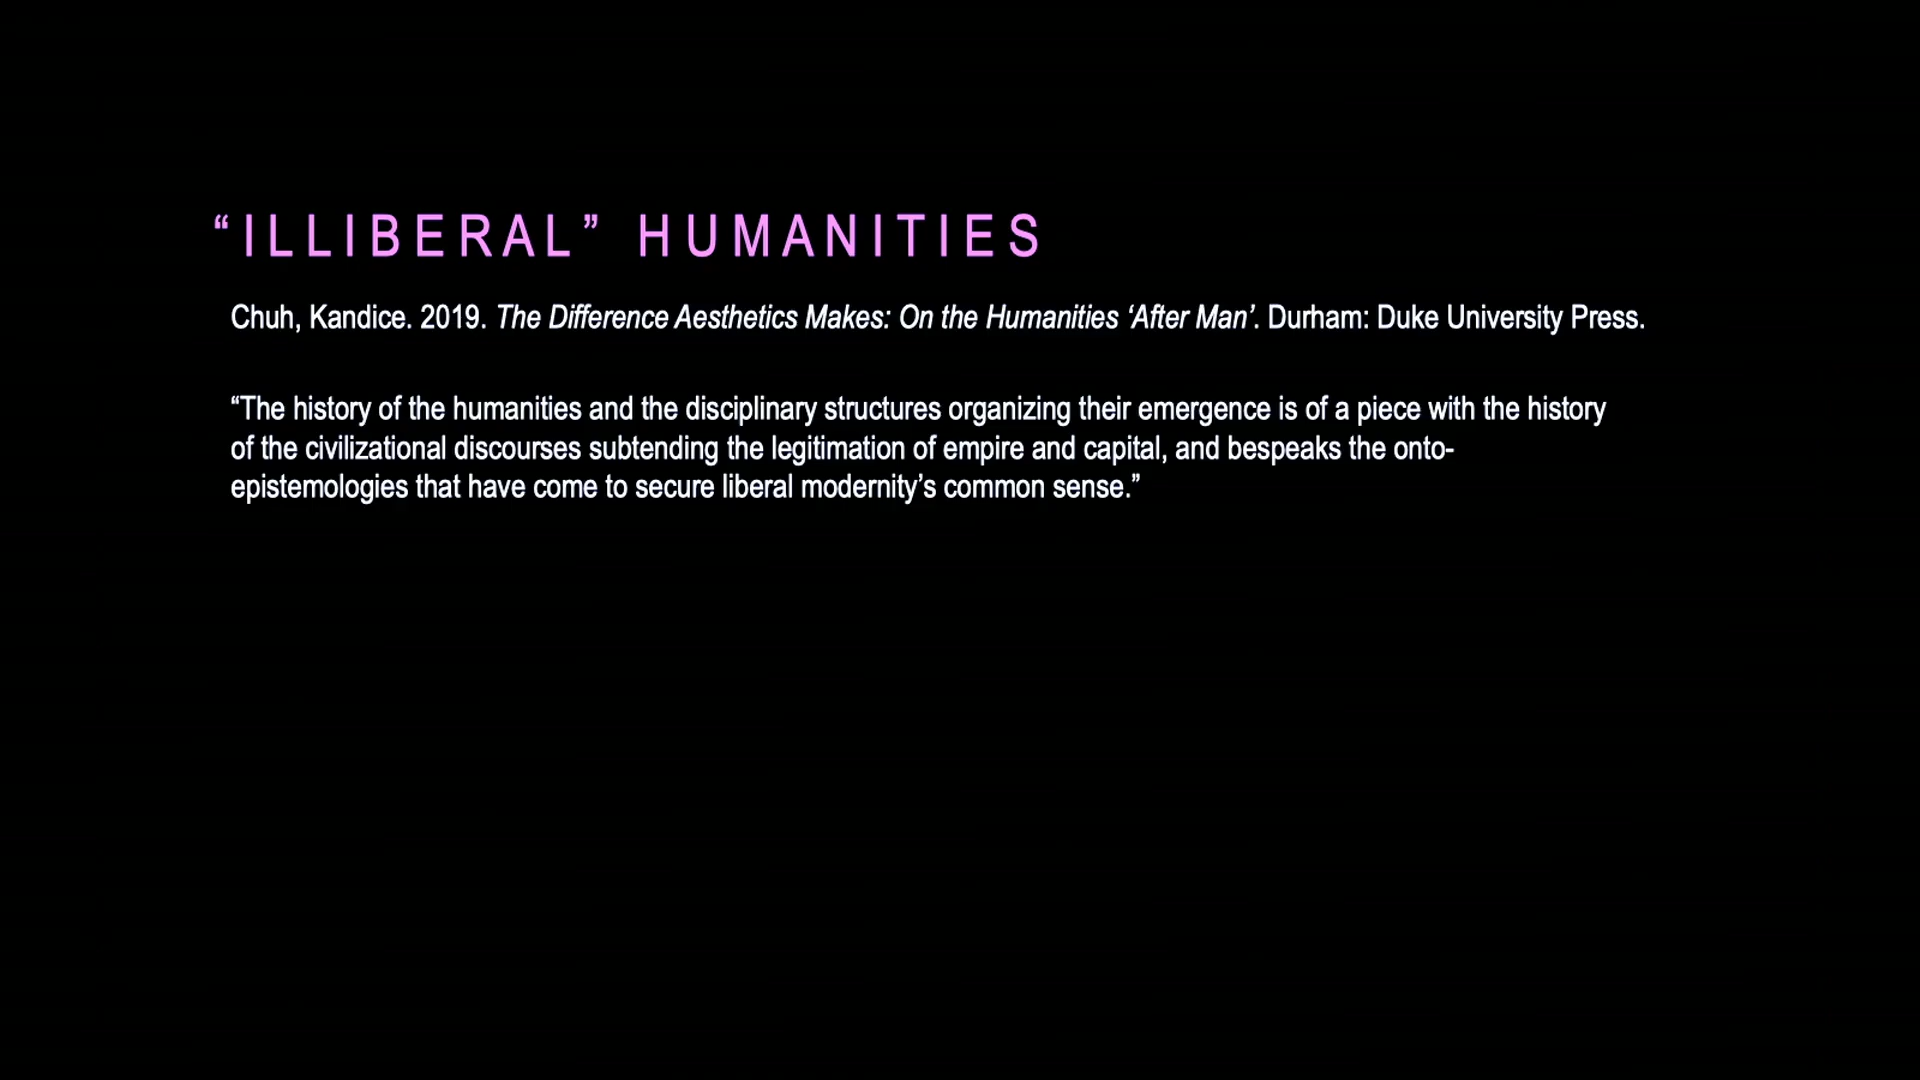 “ILLIBERAL” HUMANITIES
Chuh, Kandice. 2019. The Difference Aesthetics Makes: On the Humanities ‘After Man’. Durham: Duke University Press.
“The history of the humanities and the disciplinary structures organizing their emergence is of a piece with the history
of the civilizational discourses subtending the legitimation of empire and capital, and bespeaks the onto-
epistemologies that have come to secure liberal modernity’s common sense.”